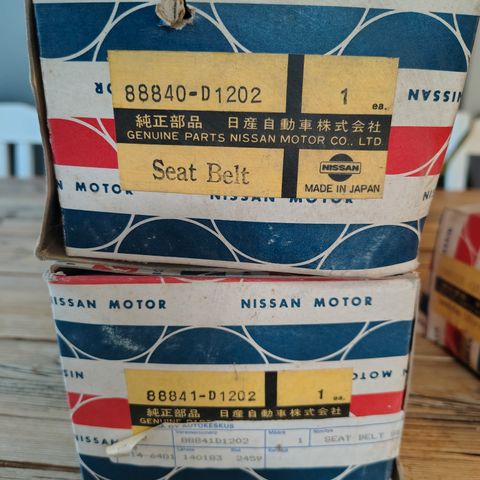 88840-D1202 1 ea.
純正部品 日産自動車株式会社
GENUINE PARTS NISSAN MOTOR CO., LTD
Seat Belt NISSAN
MADE IN JAPAN
NISSAN
NISSAN MOTOR
MOTOR
NISSAN MOTOR NISSAN MOTOR
88841-D1202 1 ea.
純正部品 日産自動車株式会社
GENUINE
AUTOKESKUS
88841D1202 1 SEAT BELT
140183 2459